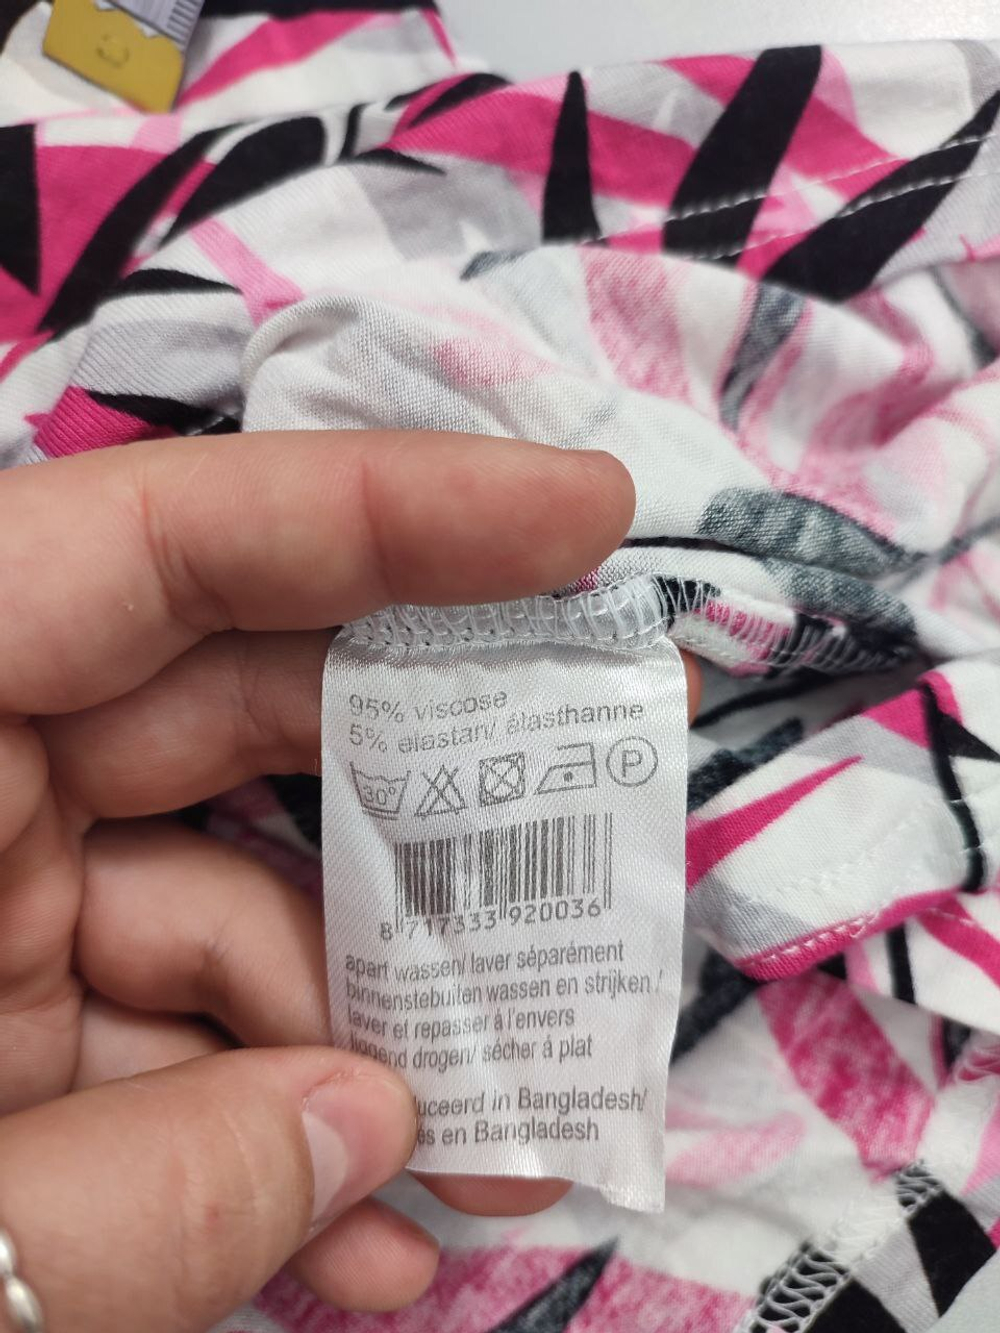 95% viscose
5% elastan/ élasthanne
30° P
8 717333 920036
apart wassen/ laver séparément
binnenstebuiten wassen en strijken /
laver et repasser à l'envers
liggend drogen/ sécher á plat
in Bangladesh/
en Bangladesh